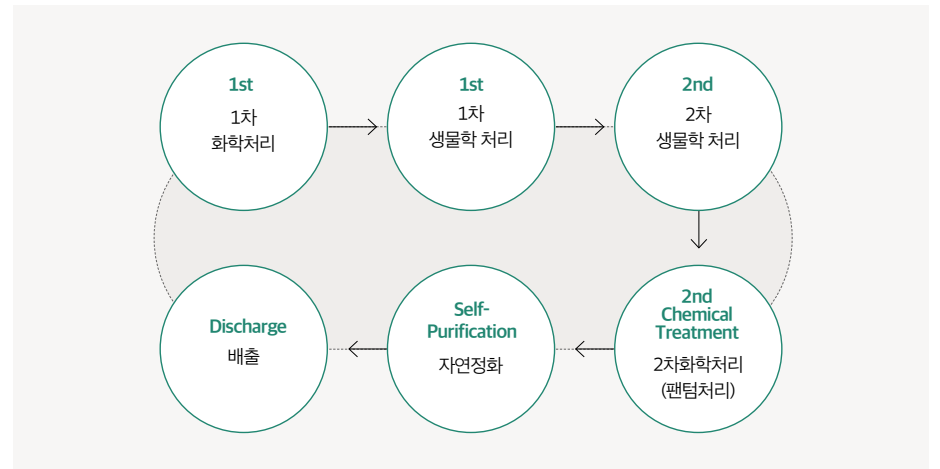 1st
1차
화학처리
1st
1차
생물학 처리
2nd
2차
생물학 처리
Discharge
배출
Self-
Purification
자연정화
2nd
Chemical
Treatment
2차화학처리
(팬텀처리)